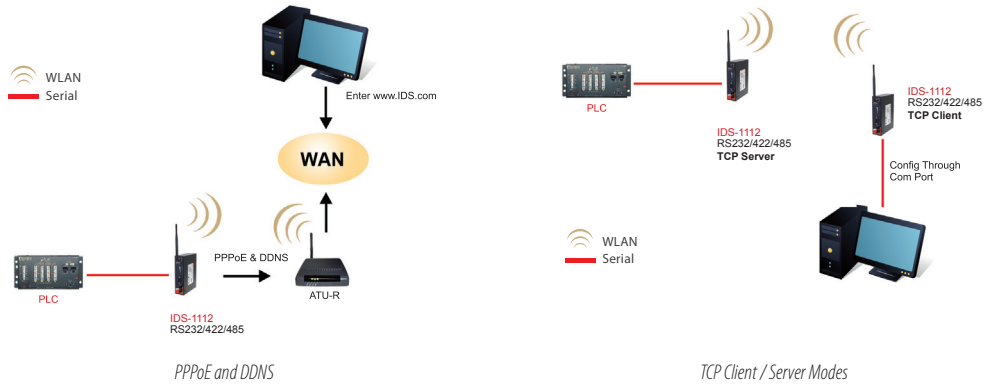 WLAN
Serial
Enter www.IDS.com
WAN
PPPoE & DDNS
PLC
ATU-R
IDS-1112
RS232/422/485
PPPoE and DDNS
PLC
IDS-1112
RS232/422/485
TCP Server
IDS-1112
RS232/422/485
TCP Client
Config Through
Com Port
WLAN
Serial
TCP Client / Server Modes